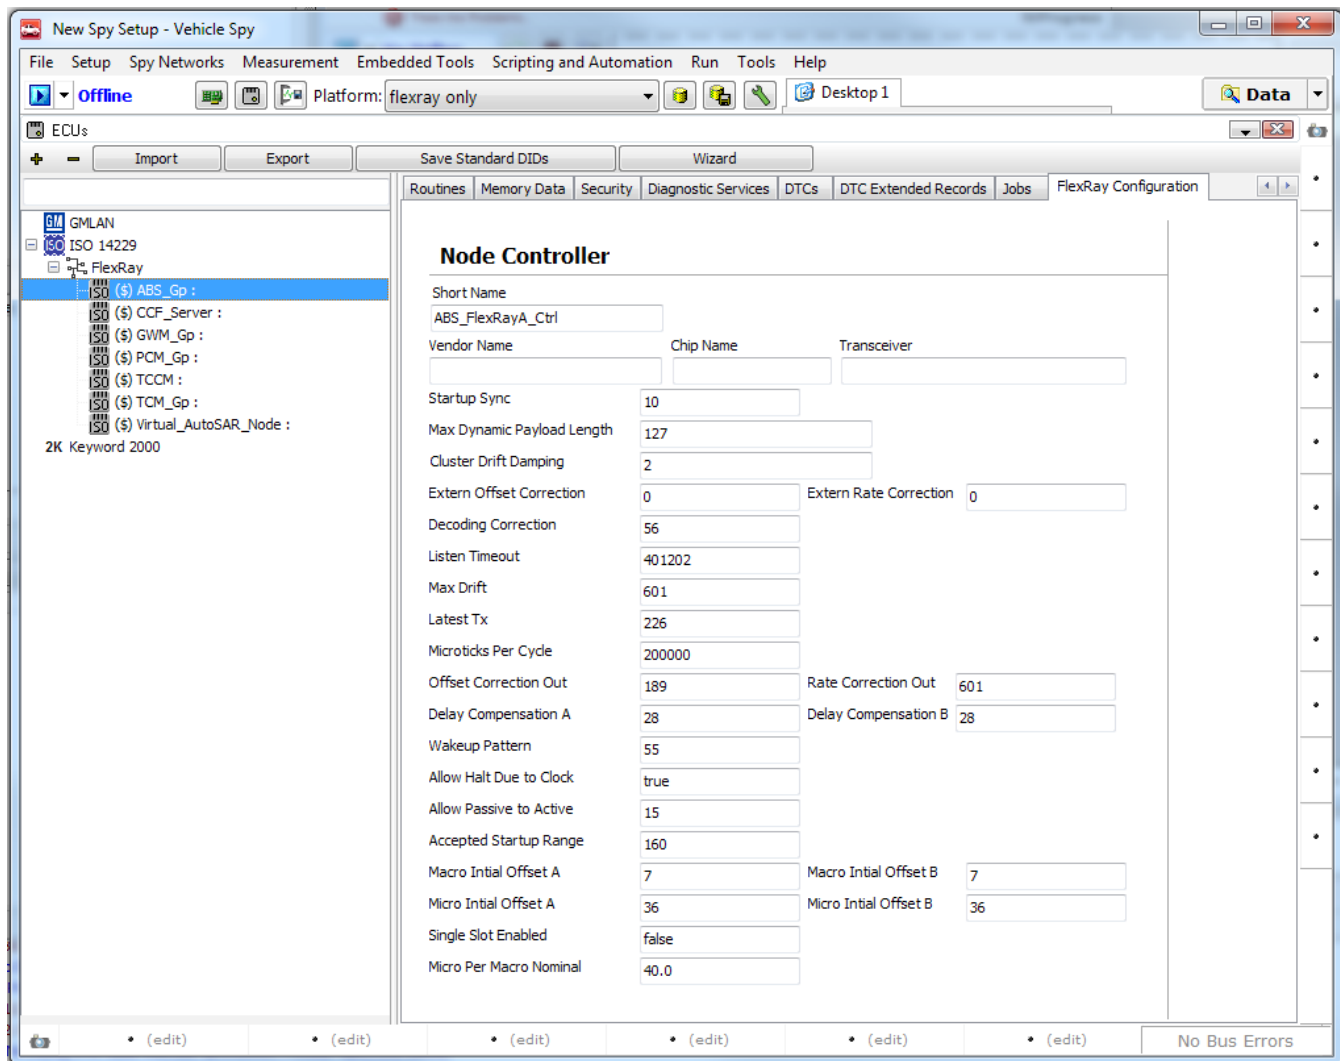 New Spy Setup - Vehicle Spy
File Setup Spy Networks Measurement Embedded Tools Scripting and Automation Run Tools Help
Offline Platform: flexray only Desktop 1 Data
ECUs
Import Export Save Standard DIDs Wizard
Routines Memory Data Security Diagnostic Services DTCs DTC Extended Records Jobs FlexRay Configuration
GM GMLAN
ISO ISO 14229
FlexRay
ISO ($) ABS_Gp :
ISO ($) CCF_Server :
ISO ($) GWM_Gp :
ISO ($) PCM_Gp :
ISO ($) TCCM :
ISO ($) TCM_Gp :
ISO ($) Virtual_AutoSAR_Node :
2K Keyword 2000
Node Controller
Short Name
ABS_FlexRayA_Ctrl
Vendor Name Chip Name Transceiver
Startup Sync 10
Max Dynamic Payload Length 127
Cluster Drift Damping 2
Extern Offset Correction 0 Extern Rate Correction 0
Decoding Correction 56
Listen Timeout 401202
Max Drift 601
Latest Tx 226
Microticks Per Cycle 200000
Offset Correction Out 189 Rate Correction Out 601
Delay Compensation A 28 Delay Compensation B 28
Wakeup Pattern 55
Allow Halt Due to Clock true
Allow Passive to Active 15
Accepted Startup Range 160
Macro Intial Offset A 7 Macro Intial Offset B 7
Micro Intial Offset A 36 Micro Intial Offset B 36
Single Slot Enabled false
Micro Per Macro Nominal 40.0
(edit) (edit) (edit) (edit) (edit) (edit) No Bus Errors